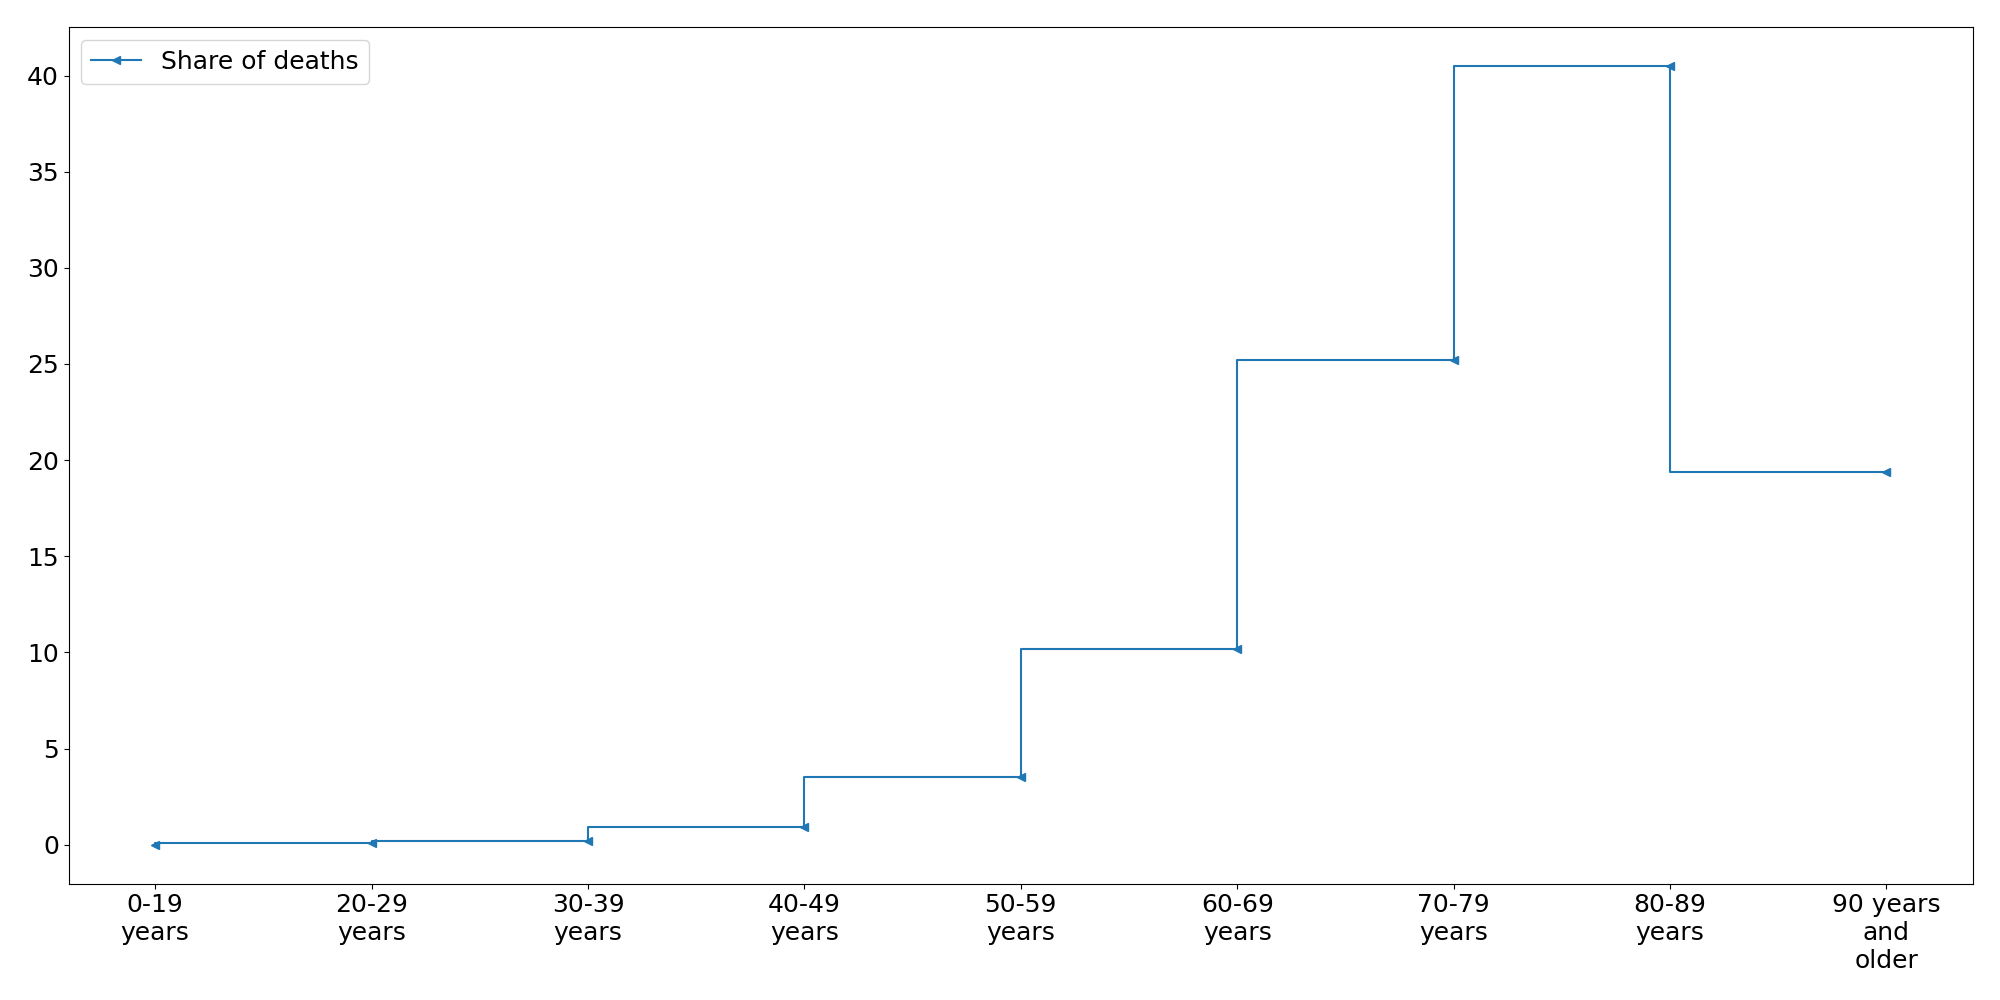 Share of deaths
40
35
30
25
20
15
10
5
0
0-19
years
20-29
years
30-39
years
40-49
years
50-59
years
60-69
years
70-79
years
80-89
years
90 years
and
older